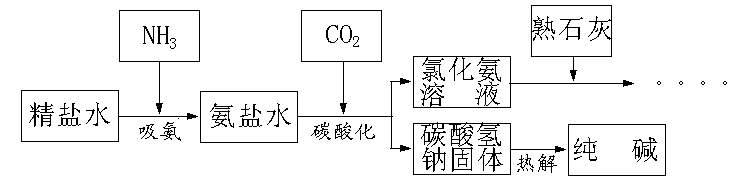 NH3
CO2
熟石灰
氯化氨
溶 液
。。。。
精盐水
吸氨
氨盐水
碳酸化
碳酸氢
钠固体
热解
纯 碱